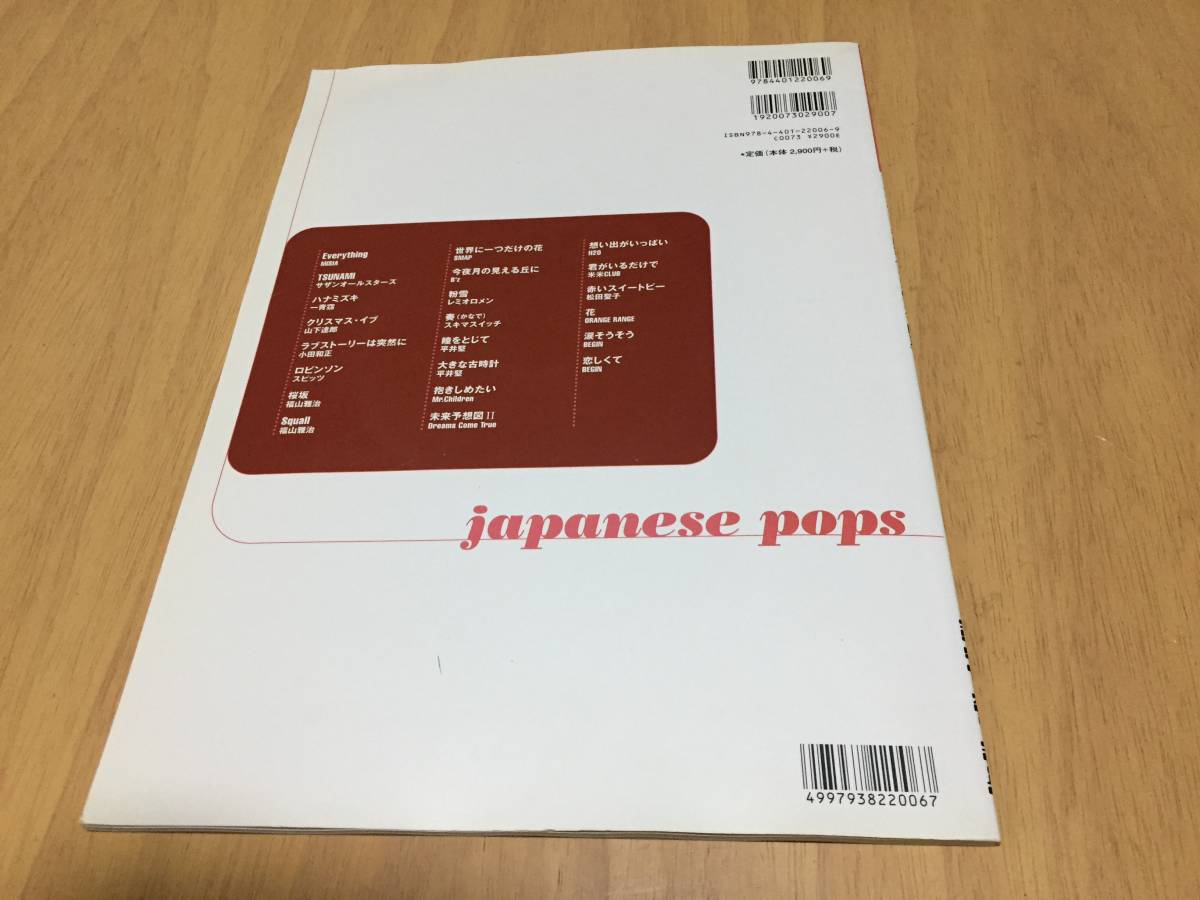 9784401220069
1920073029007
ISBN978-4-401-22006-9
C0073 ¥2900E
•定価(本体 2,900円+税)
Everything
MISIA
TSUNAMI
サザンオールスターズ
ハナミズキ
一青窈
クリスマス・イブ
山下達郎
ラブストーリーは突然に
小田和正
ロビンソン
スピッツ
桜坂
福山雅治
Squall
福山雅治
世界に一つだけの花
SMAP
今夜月の見える丘に
B'z
粉雪
レミオロメン
奏(かなで)
スキマスイッチ
瞳をとじて
平井堅
大きな古時計
平井堅
抱きしめたい
Mr.Children
未来予想図 II
Dreams Come True
想い出がいっぱい
H2O
君がいるだけで
米米CLUB
赤いスイートピー
松田聖子
花
ORANGE RANGE
涙そうそう
BEGIN
恋しくて
BEGIN
japanese pops
4997938220067